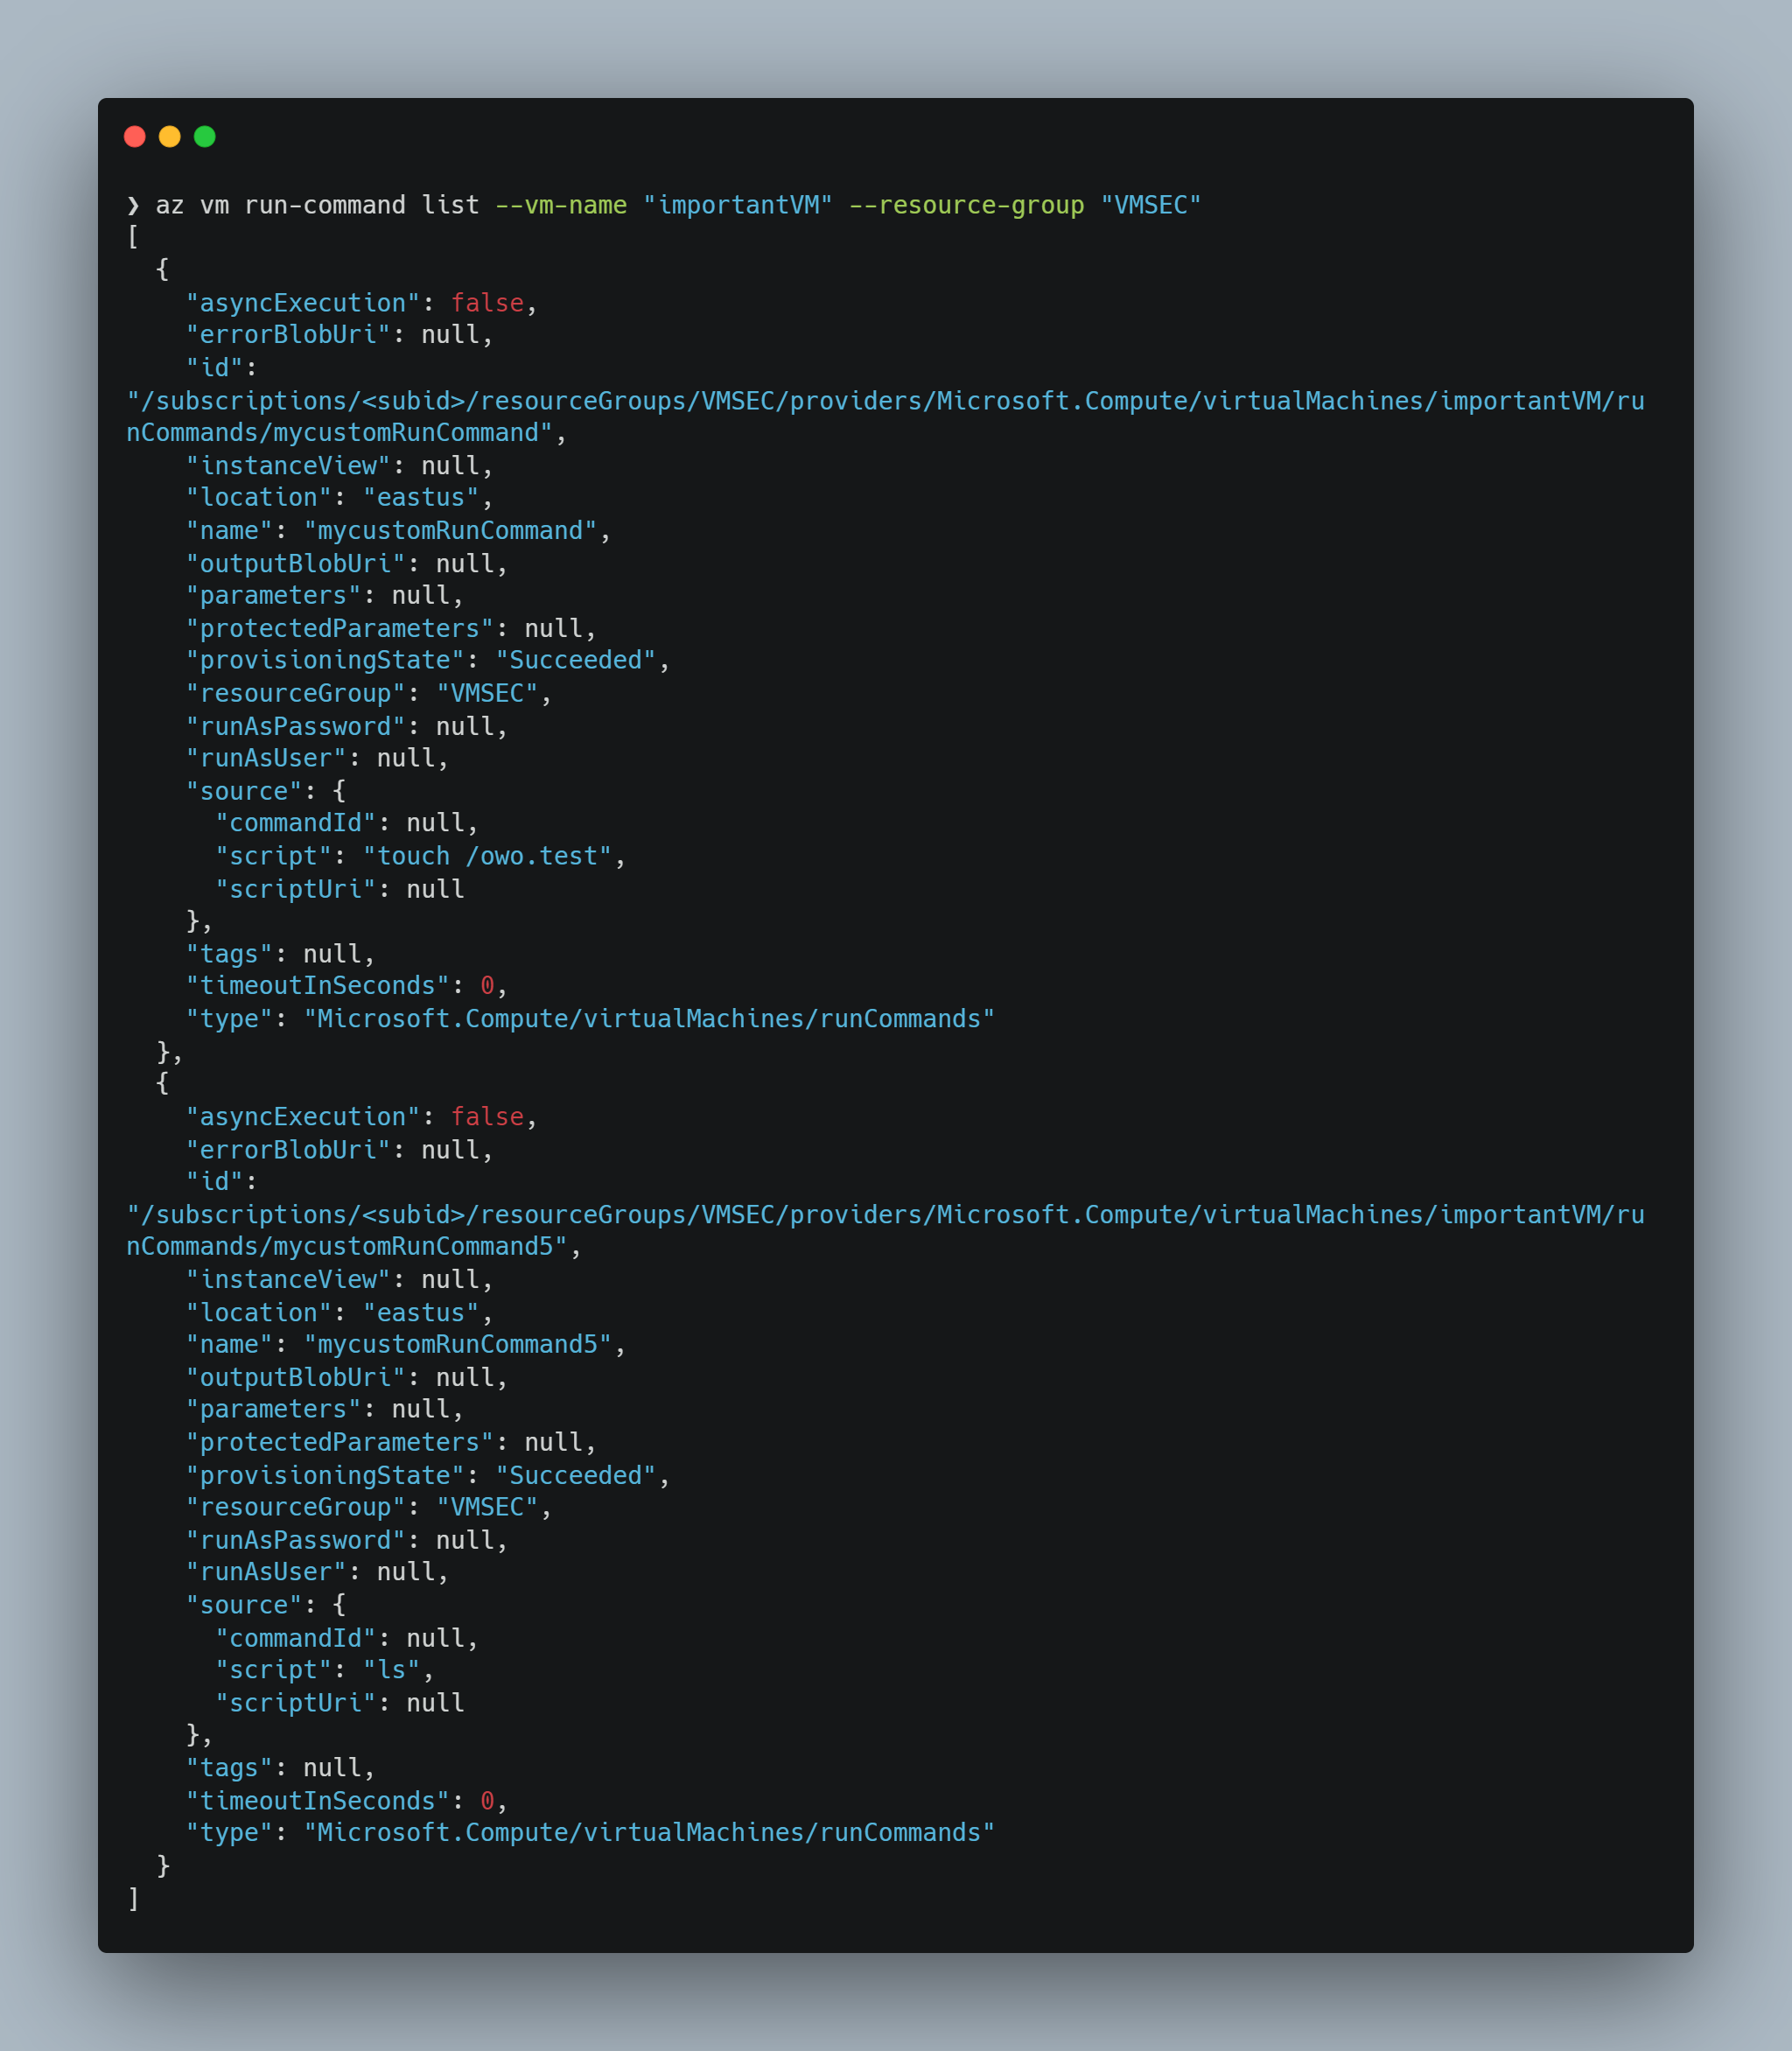 ❯ az vm run-command list --vm-name "importantVM" --resource-group "VMSEC"
[
  {
    "asyncExecution": false,
    "errorBlobUri": null,
    "id":
"/subscriptions/<subid>/resourceGroups/VMSEC/providers/Microsoft.Compute/virtualMachines/importantVM/ru
nCommands/mycustomRunCommand",
    "instanceView": null,
    "location": "eastus",
    "name": "mycustomRunCommand",
    "outputBlobUri": null,
    "parameters": null,
    "protectedParameters": null,
    "provisioningState": "Succeeded",
    "resourceGroup": "VMSEC",
    "runAsPassword": null,
    "runAsUser": null,
    "source": {
      "commandId": null,
      "script": "touch /owo.test",
      "scriptUri": null
    },
    "tags": null,
    "timeoutInSeconds": 0,
    "type": "Microsoft.Compute/virtualMachines/runCommands"
  },
  {
    "asyncExecution": false,
    "errorBlobUri": null,
    "id":
"/subscriptions/<subid>/resourceGroups/VMSEC/providers/Microsoft.Compute/virtualMachines/importantVM/ru
nCommands/mycustomRunCommand5",
    "instanceView": null,
    "location": "eastus",
    "name": "mycustomRunCommand5",
    "outputBlobUri": null,
    "parameters": null,
    "protectedParameters": null,
    "provisioningState": "Succeeded",
    "resourceGroup": "VMSEC",
    "runAsPassword": null,
    "runAsUser": null,
    "source": {
      "commandId": null,
      "script": "ls",
      "scriptUri": null
    },
    "tags": null,
    "timeoutInSeconds": 0,
    "type": "Microsoft.Compute/virtualMachines/runCommands"
  }
]